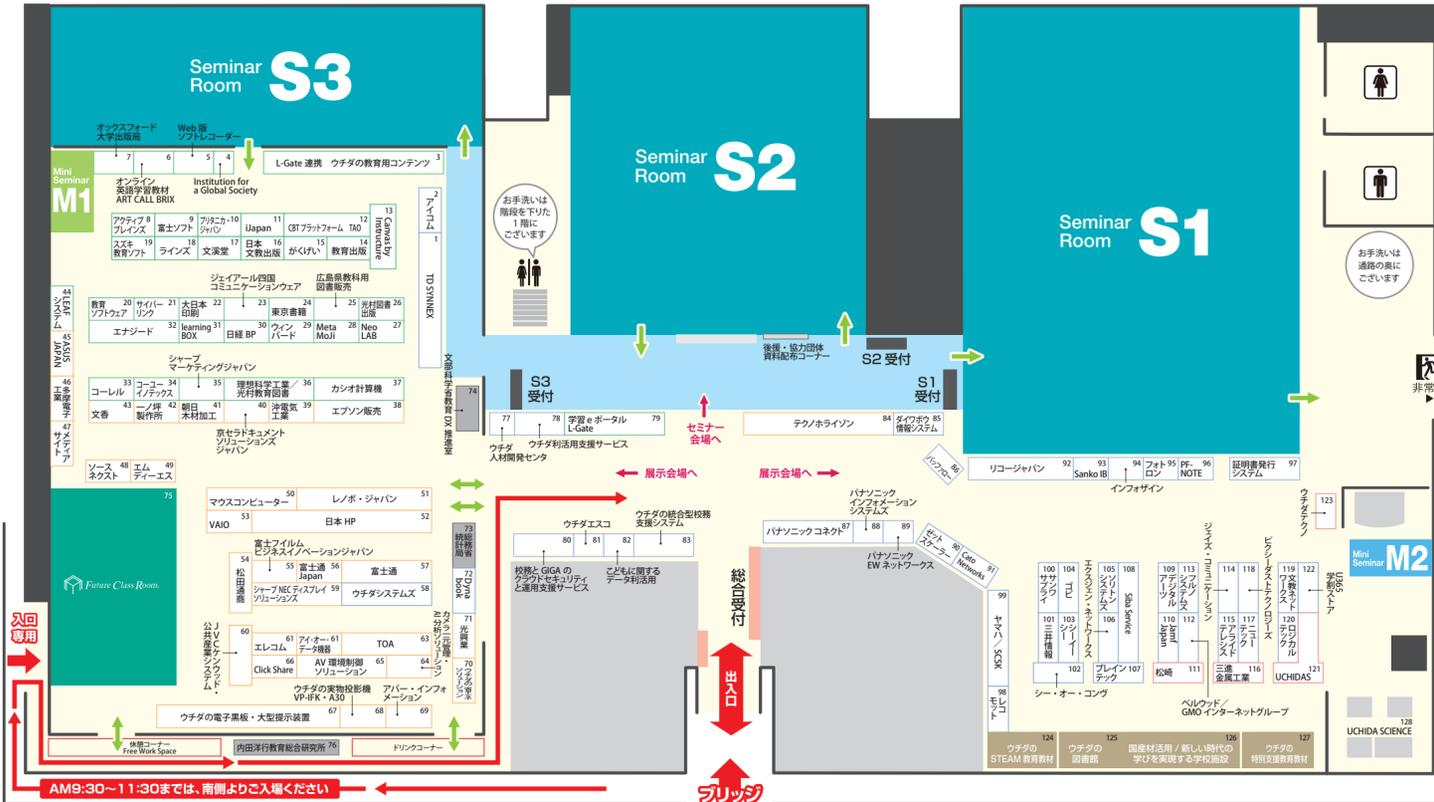 Seminar
Room
S3
Seminar
Room
S2
Seminar
Room
S1
オックスフォード
大学出版局
Web 版
ソフトレコーダー
7
6
5
4
L-Gate 連携　ウチダの教育用コンテンツ
3
Mini
Seminar
M1
オンライン
英語学習教材
ART CALL BRIX
Institution for
a Global Society
アクティブ
ブレインズ
8
富士ソフト
9
ブリタニカ・
ジャパン
10
iJapan
11
CBT プラットフォーム　TAO
12
13
Canvas by
Instructure
2
アイコム
1
TD SYNNEX
スズキ
教育ソフト
19
ラインズ
18
文溪堂
17
日本
文教出版
16
がくげい
15
教育出版
14
お手洗いは
階段を下りた
1 階に
ございます
お手洗いは
通路の奥に
ございます
ジェイアール四国
コミュニケーションウェア
広島県教科用
図書販売
44
LEAF
システム
教育
ソフトウェア
20
サイバー
リンク
21
大日本
印刷
22
23
東京書籍
24
25
光村図書
出版
26
エナジード
32
learning
BOX
31
日経 BP
30
ウィン
バード
29
Meta
MoJi
28
Neo
LAB
27
45
ASUS
JAPAN
シャープ
マーケティングジャパン
46
多摩電子
工業
コーレル
33
コーユー
イノテックス
34
35
理想科学工業／
光村教育図書
36
カシオ計算機
37
文香
43
一ノ坪
製作所
42
朝日
木材加工
41
40
沖電気
工業
39
エプソン販売
38
京セラドキュメント
ソリューションズ
ジャパン
47
メディア
サイト
文部科学省教育 DX 推進室
74
S3
受付
後援・協力団体
資料配布コーナー
S2 受付
S1
受付
77
78
学習 e ポータル
L-Gate
79
ウチダ
人材開発センタ
ウチダ利活用支援サービス
セミナー
会場へ
テクノホライゾン
84
ダイワボウ
情報システム
85
非常
展示会場へ
展示会場へ
バッファロー
86
リコージャパン
92
93
Sanko IB
94
フォト
ロン
95
PF-
NOTE
96
証明書発行
システム
97
インフォザイン
ソース
ネクスト
48
エム
ディーエス
49
75
Future Class Room.
マウスコンピューター
50
レノボ・ジャパン
51
VAIO
53
日本 HP
52
富士フイルム
ビジネスイノベーションジャパン
54
松田通商
55
富士通
Japan
56
富士通
57
シャープ NEC ディスプレイ
ソリューションズ
59
ウチダシステムズ
58
73
総務省
統計局
72
Dyna
book
71
光興業
70
カメラ一元管理・
AI 分析ソリューション
JVCケンウッド・
公共産業システム
60
エレコム
61
アイ・オー・
データ機器
61
TOA
63
Click Share
66
AV 環境制御
ソリューション
65
64
ウチダの実物投影機
VP-IFK・A30
アバー・インフォ
メーション
ウチダの電子黒板・大型提示装置
67
68
69
休憩コーナー
Free Work Space
内田洋行教育総合研究所
76
ドリンクコーナー
入口
専用
AM9:30～11:30までは、南側よりご入場ください
ウチダエスコ
ウチダの統合型校務
支援システム
80
81
82
83
校務と GIGA の
クラウドセキュリティ
と運用支援サービス
こどもに関する
データ利活用
総合受付
出入口
ブリッジ
パナソニック
インフォメーション
システムズ
パナソニック コネクト
87
88
89
パナソニック
EW ネットワークス
ゼット
スケーラー
90
Cato
Networks
91
99
ヤマハ／SCSK
98
レコモット
100
サンワ
サプライ
104
ゴビ
エクスジェン・ネットワークス
105
ソリトン
システムズ
108
Siba Service
101
三井情報
103
シーイー
シー
106
102
ブレイン
テック
107
シー・オー・コンヴ
ジェイズ・コミュニケーション
109
デジタル
アーツ
113
フルノ
システムズ
110
Jamf
Japan
112
松崎
111
ベルウッド／
GMO インターネットグループ
114
118
ピクシーダストテクノロジーズ
115
アライド
テレシス
117
ニュー
テック
三進
金属工業
116
119
文教ネット
ワークス
122
U365
学割ストア
120
ロジカル
UCHIDAS
121
ウチダテクノ
123
Mini
Seminar
M2
128
UCHIDA SCIENCE
124
ウチダの
STEAM 教育教材
125
ウチダの
図書館
126
国産材活用 / 新しい時代の
学びを実現する学校施設
127
ウチダの
特別支援教育教材